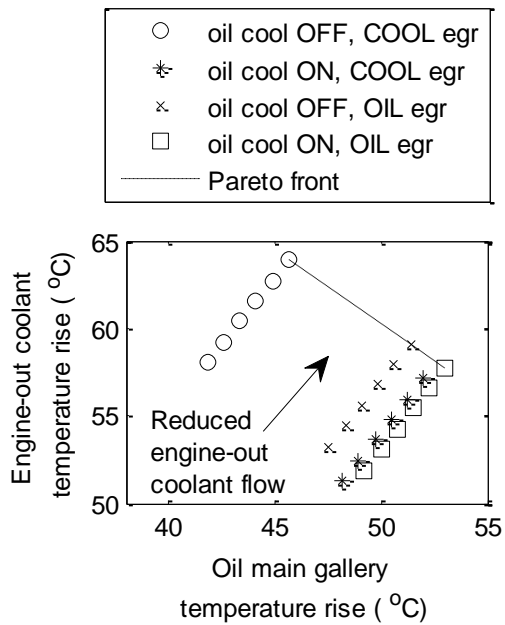 oil cool OFF, COOL egr
oil cool ON, COOL egr
oil cool OFF, OIL egr
oil cool ON, OIL egr
Pareto front
65
60
55
50
Engine-out coolant
temperature rise ( °C)
Reduced
engine-out
coolant flow
40
45
50
55
Oil main gallery
temperature rise ( °C)